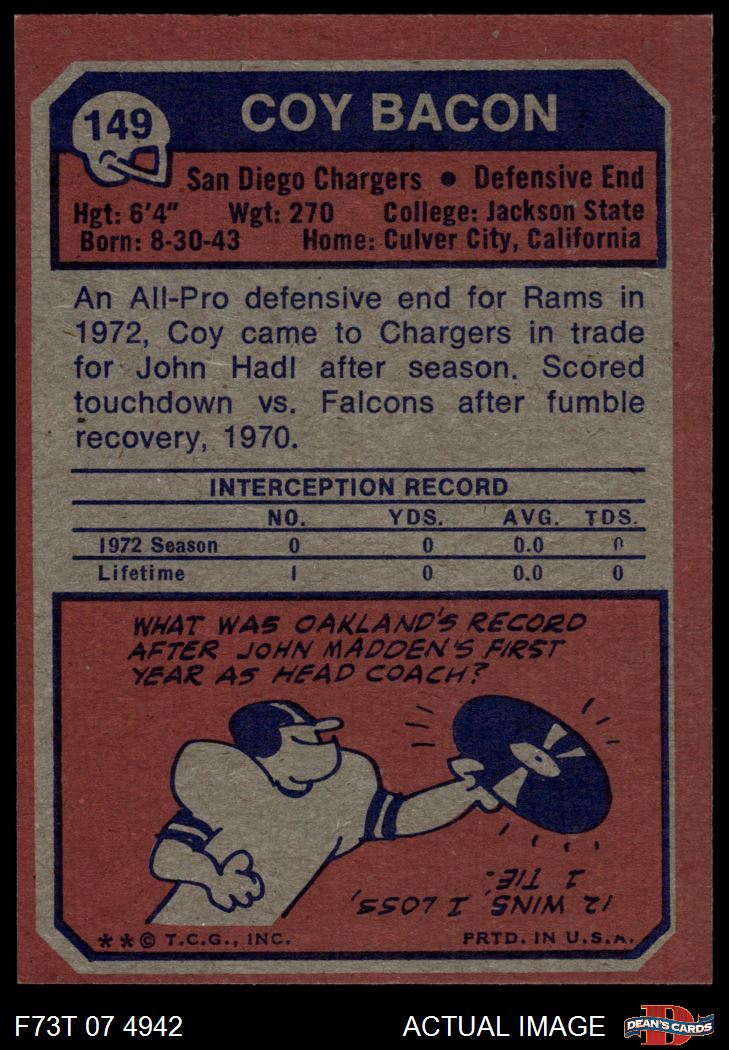 149
COY BACON
San Diego Chargers • Defensive End
Hgt: 6'4" Wgt: 270 College: Jackson State
Born: 8-30-43 Home: Culver City, California
An All-Pro defensive end for Rams in
1972, Coy came to Chargers in trade
for John Hadl after season. Scored
touchdown vs. Falcons after fumble
recovery, 1970.
INTERCEPTION RECORD
NO. YDS. AVG. TDS.
1972 Season 0 0 0.0 0
Lifetime 1 0 0.0 0
WHAT WAS OAKLAND'S RECORD
AFTER JOHN MADDEN'S FIRST
YEAR AS HEAD COACH?
12 WINS, 1 LOSS,
1 TIE.
**© T.C.G., INC. PRTD. IN U.S.A.
F73T 07 4942 ACTUAL IMAGE
DEAN'S CARDS